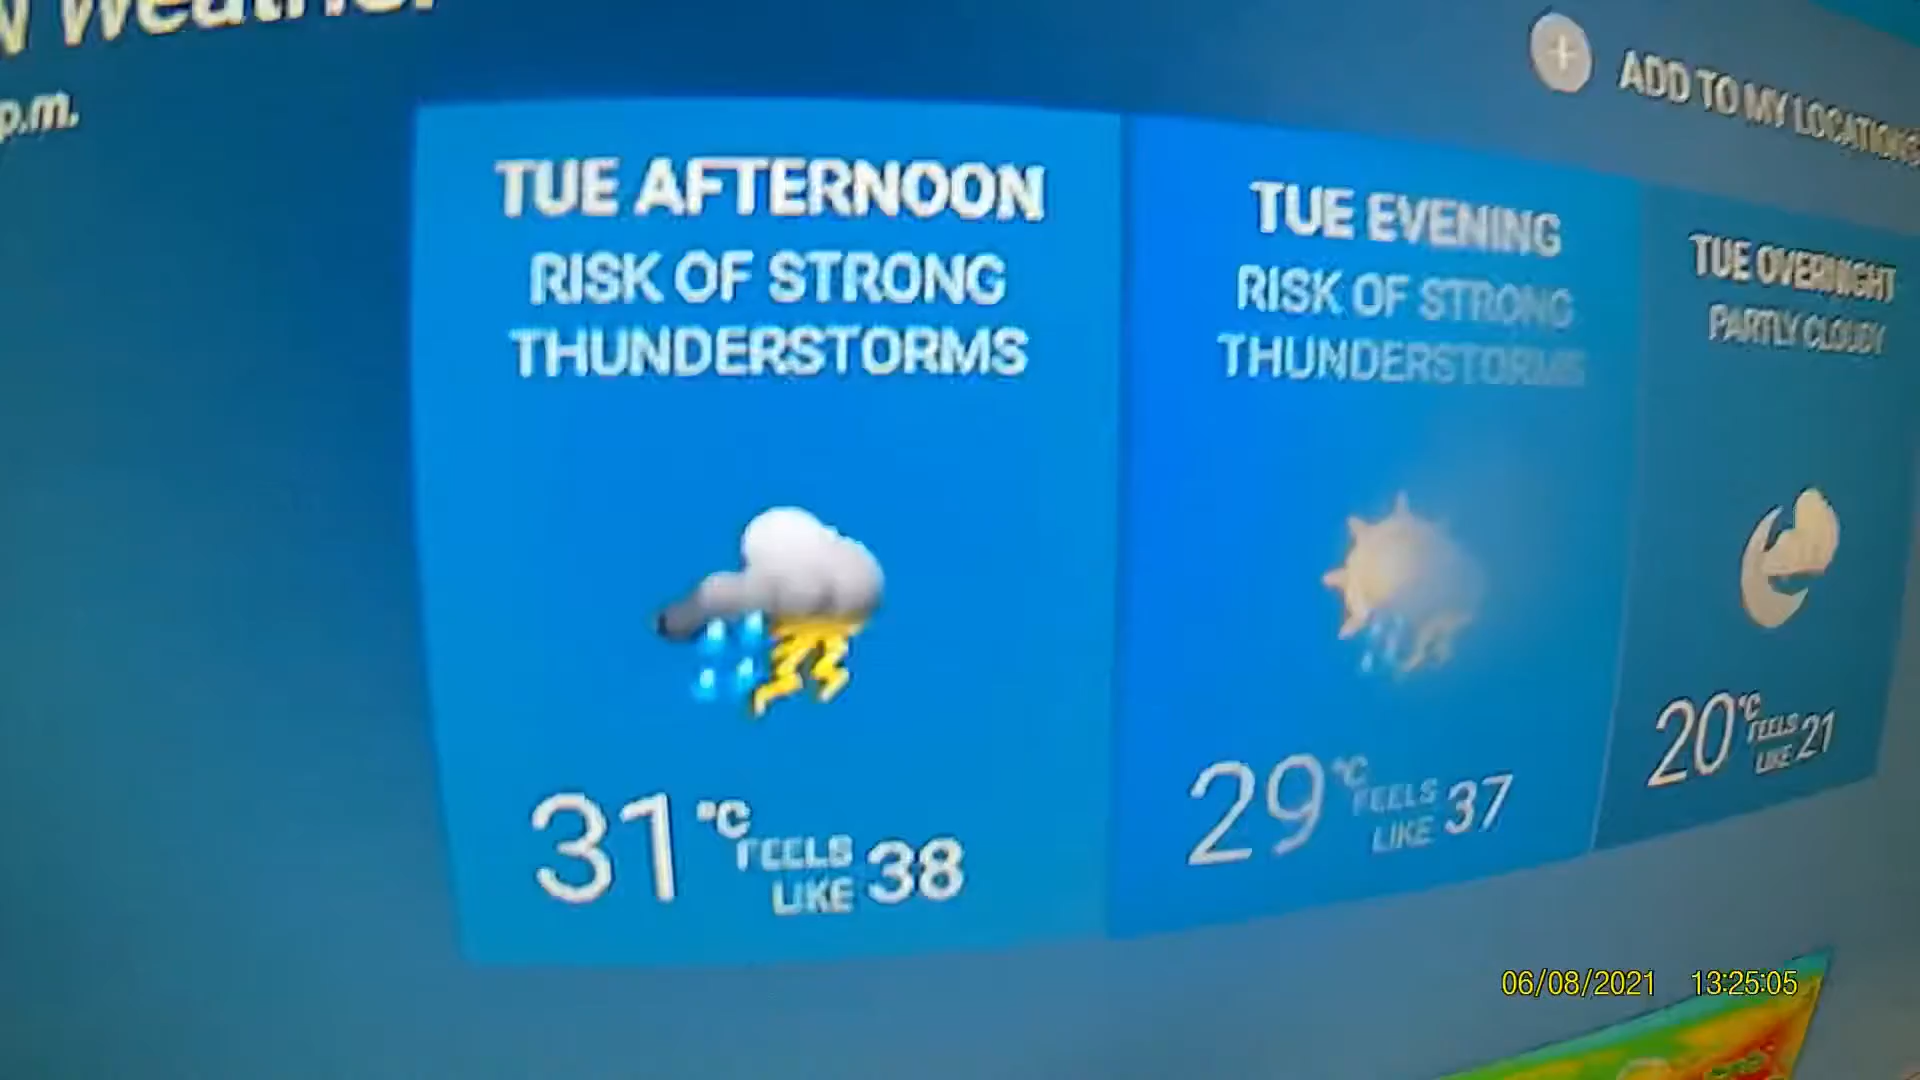 Weather
p.m.
ADD TO MY LOCATIONS
TUE AFTERNOON
RISK OF STRONG
THUNDERSTORMS
31 °C
FEELS
LIKE 38
TUE EVENING
RISK OF STRONG
THUNDERSTORMS
29 °C
FEELS
LIKE 37
TUE OVERNIGHT
PARTLY CLOUDY
20 °C
FEELS
LIKE 21
06/08/2021 13:25:05